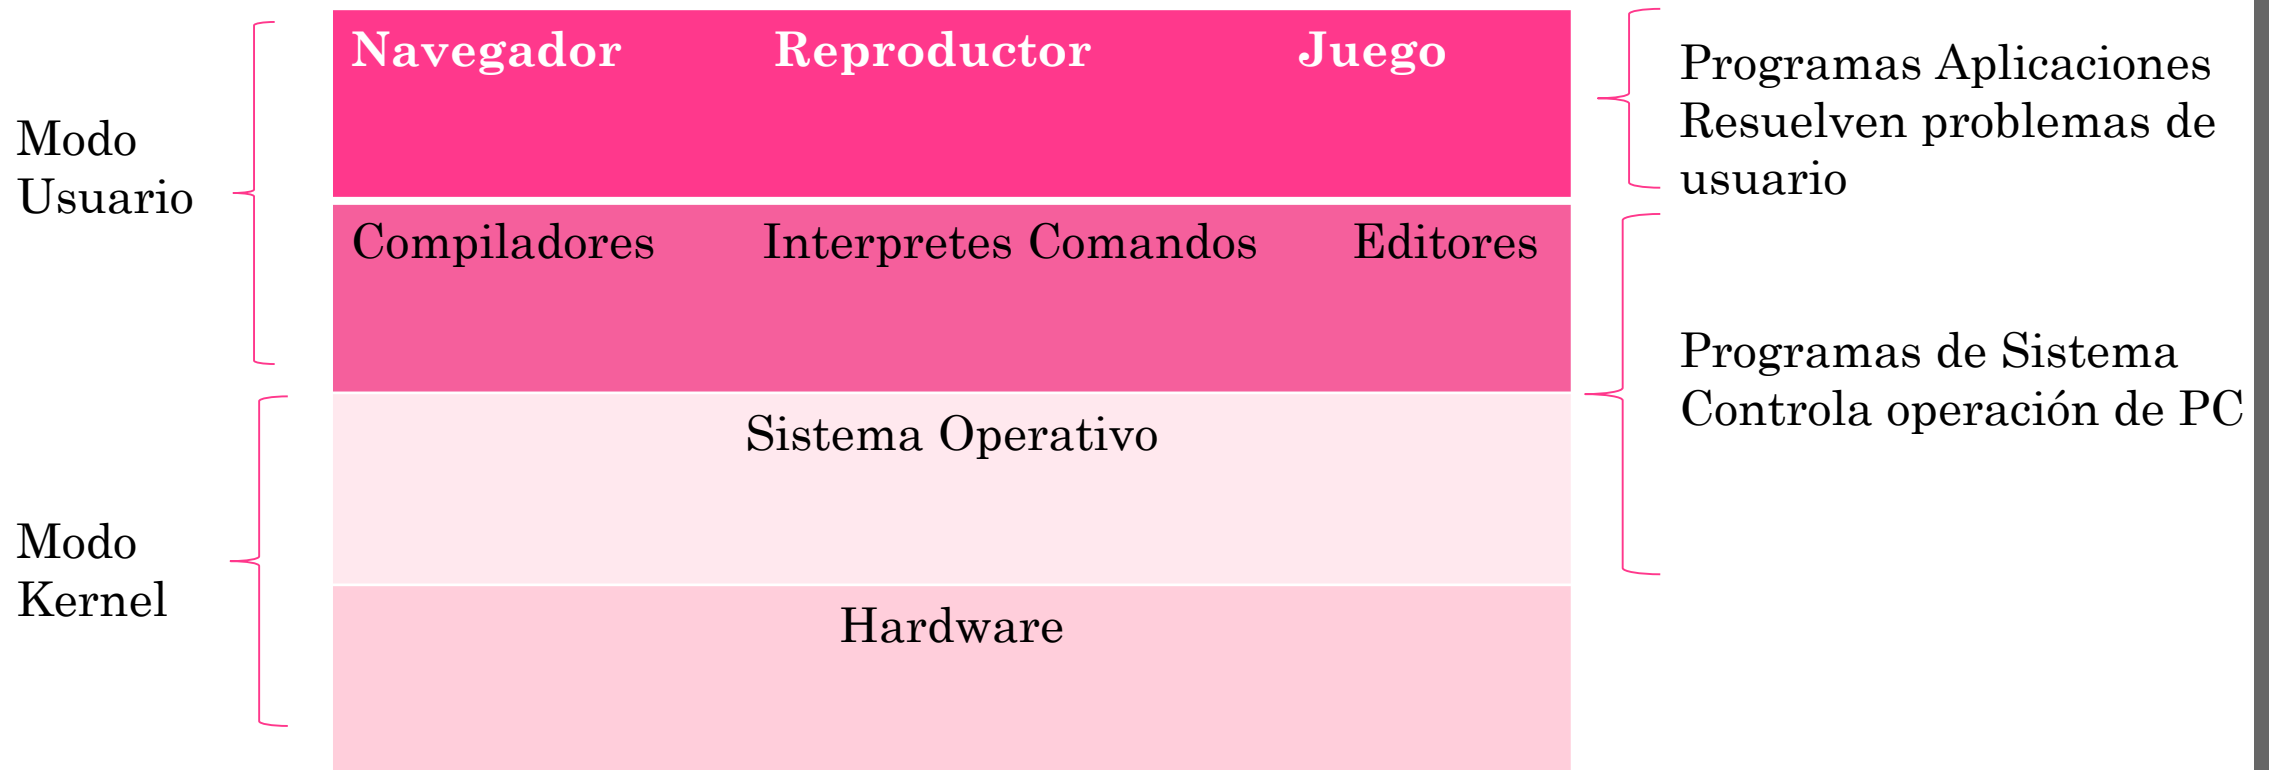 Modo
Usuario
Navegador Reproductor Juego
Programas Aplicaciones
Resuelven problemas de
usuario
Compiladores Interpretes Comandos Editores
Programas de Sistema
Controla operación de PC
Sistema Operativo
Modo
Kernel
Hardware